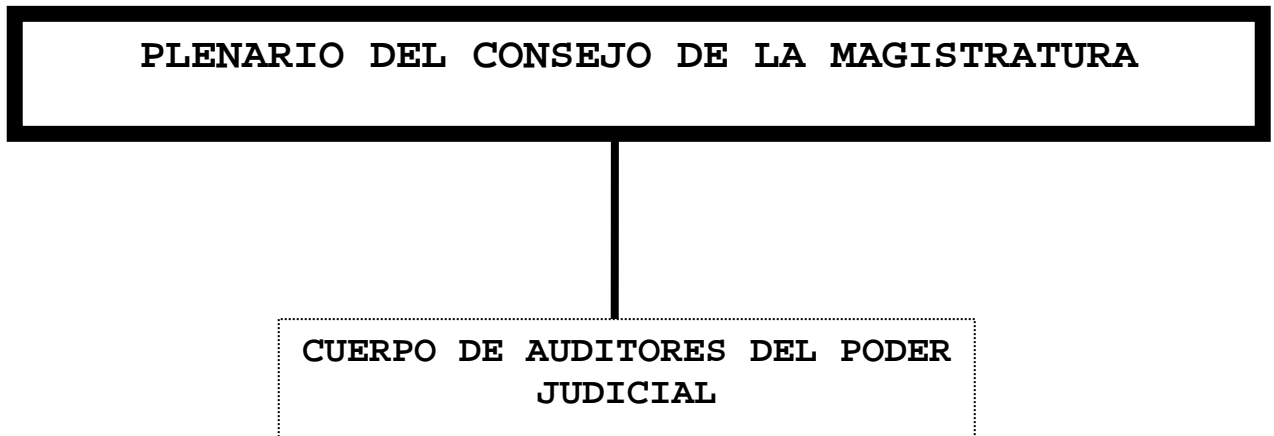 PLENARIO DEL CONSEJO DE LA MAGISTRATURA
CUERPO DE AUDITORES DEL PODER
JUDICIAL